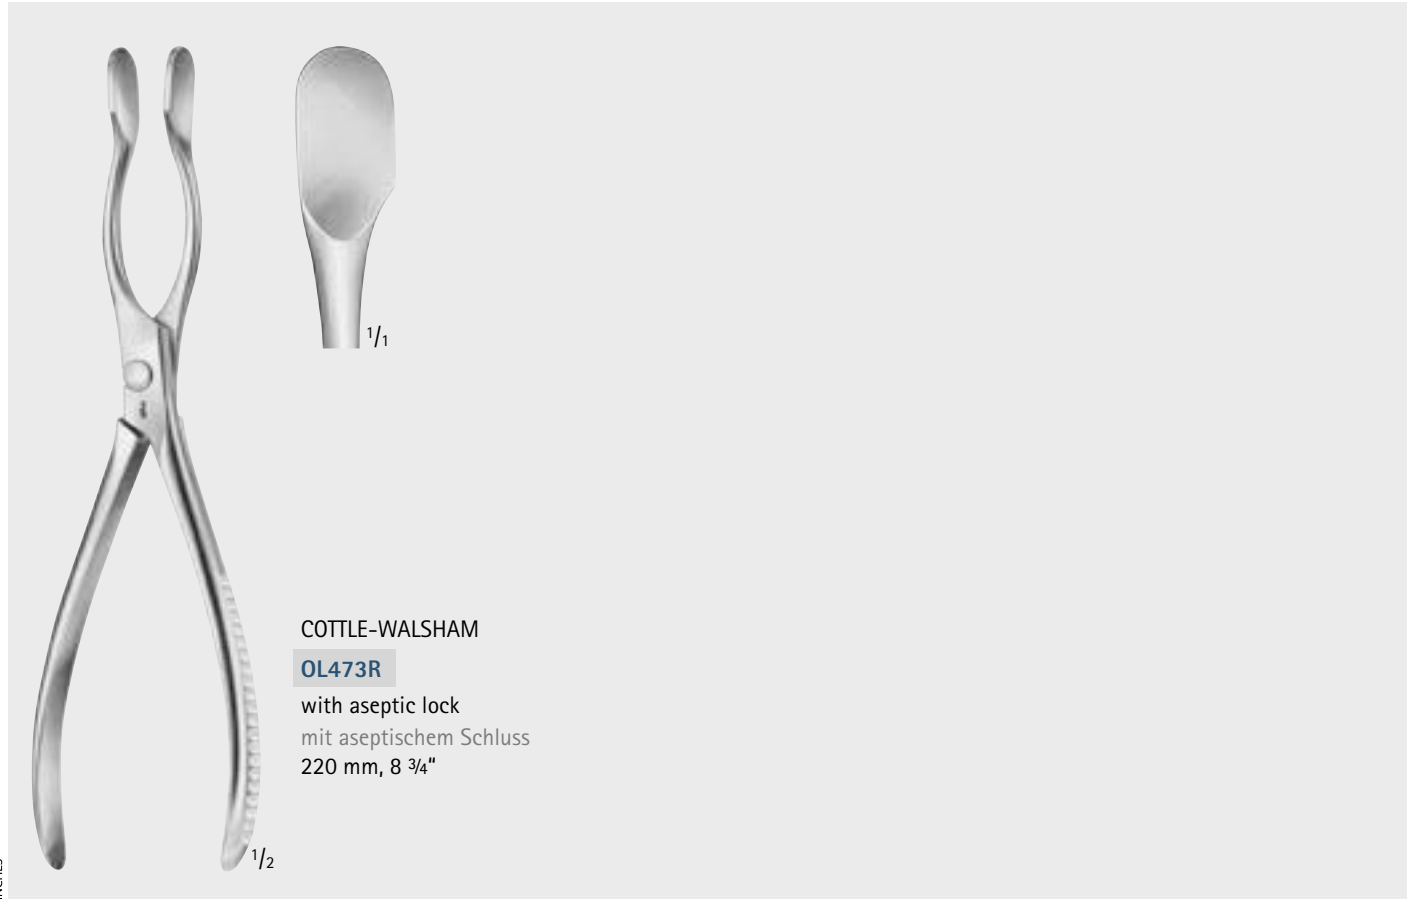 1/1
COTTLE-WALSHAM
OL473R
with aseptic lock
mit aseptischem Schluss
220 mm, 8 ¾"
1/2